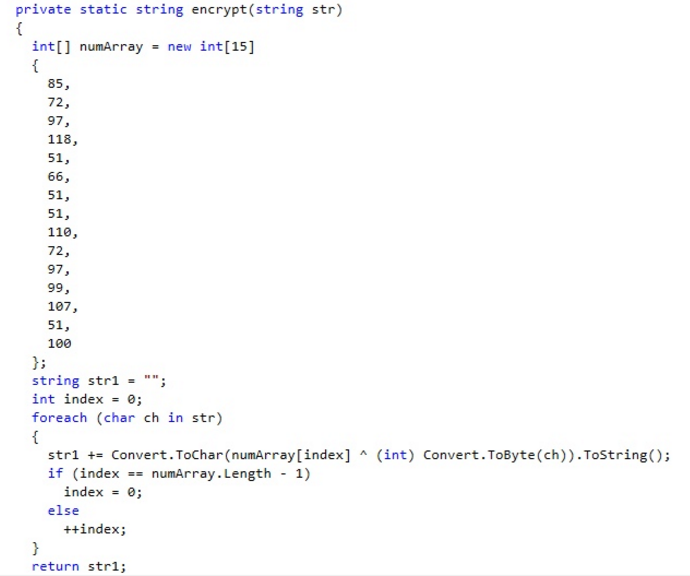 private static string encrypt(string str)
{
int[] numArray = new int[15]
{
85,
72,
97,
118,
51,
66,
51,
51,
110,
72,
97,
99,
107,
51,
100
};
string str1 = "";
int index = 0;
foreach (char ch in str)
{
str1 += Convert.ToChar(numArray[index] ^ (int) Convert.ToByte(ch)).ToString();
if (index == numArray.Length - 1)
index = 0;
else
++index;
}
return str1;